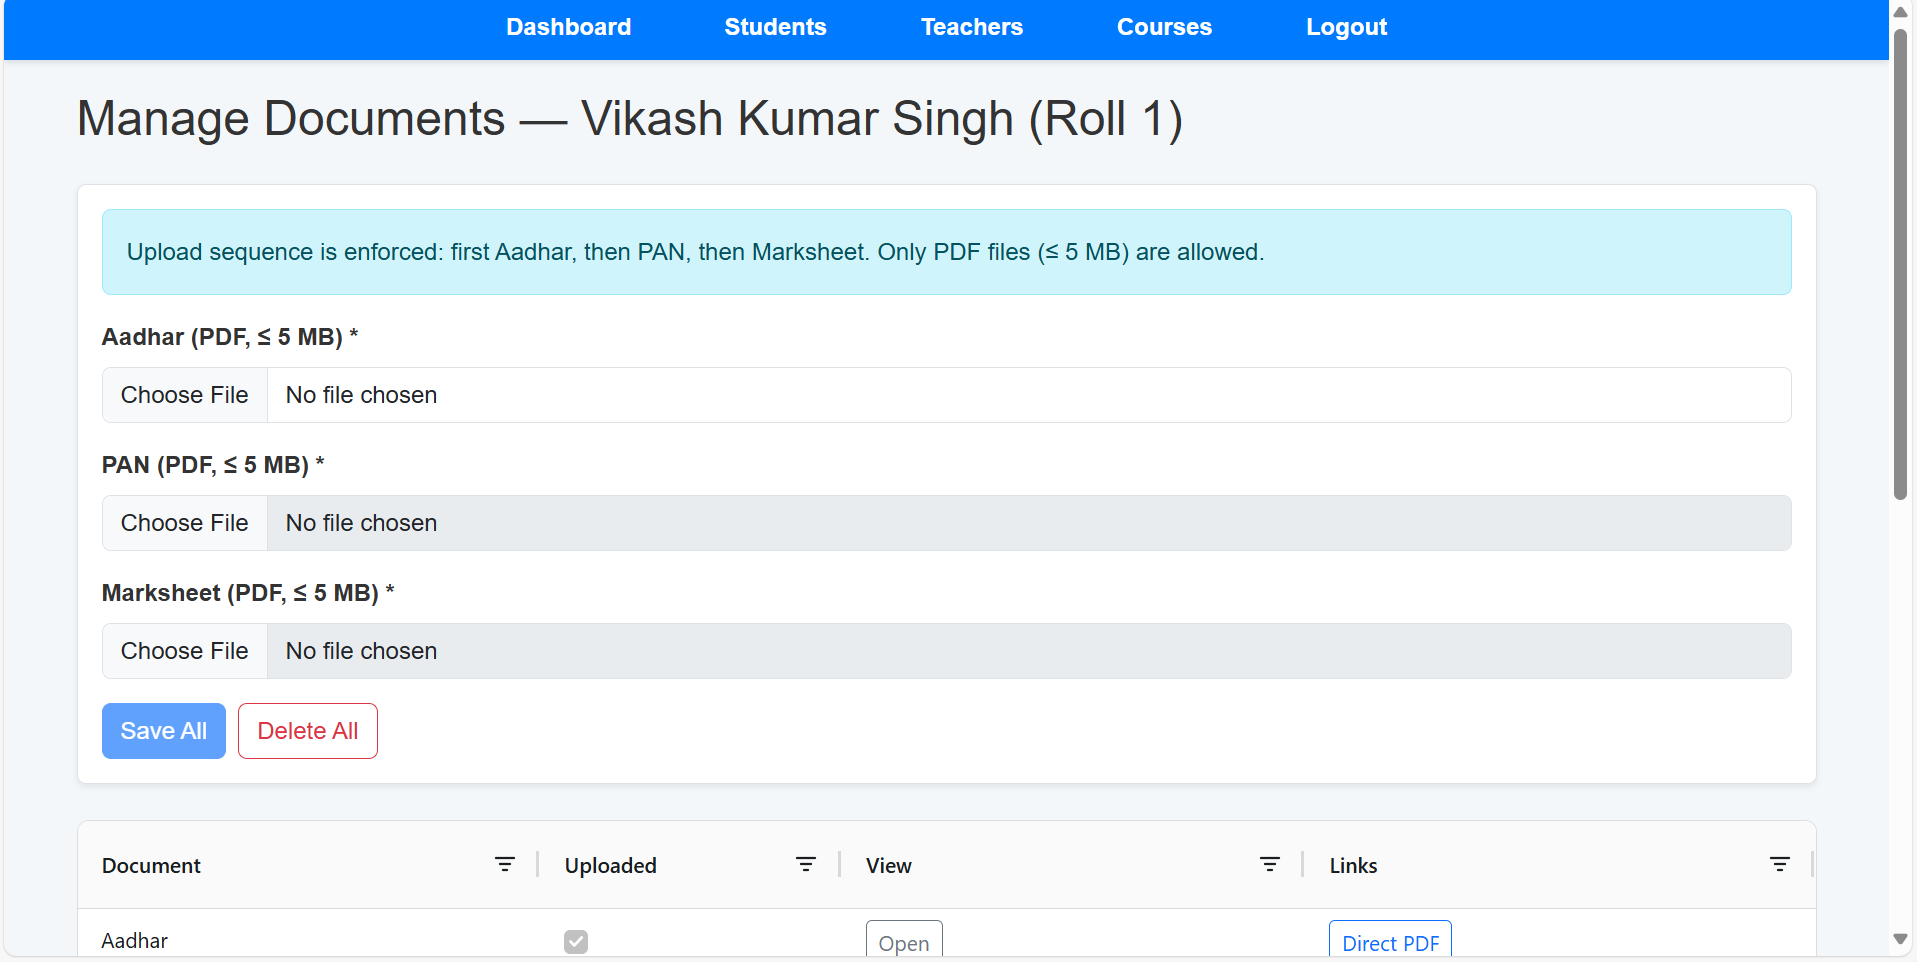 Dashboard Students Teachers Courses Logout
Manage Documents — Vikash Kumar Singh (Roll 1)
Upload sequence is enforced: first Aadhar, then PAN, then Marksheet. Only PDF files (≤ 5 MB) are allowed.
Aadhar (PDF, ≤ 5 MB) *
Choose File No file chosen
PAN (PDF, ≤ 5 MB) *
Choose File No file chosen
Marksheet (PDF, ≤ 5 MB) *
Choose File No file chosen
Save All Delete All
Document Uploaded View Links
Aadhar Open Direct PDF